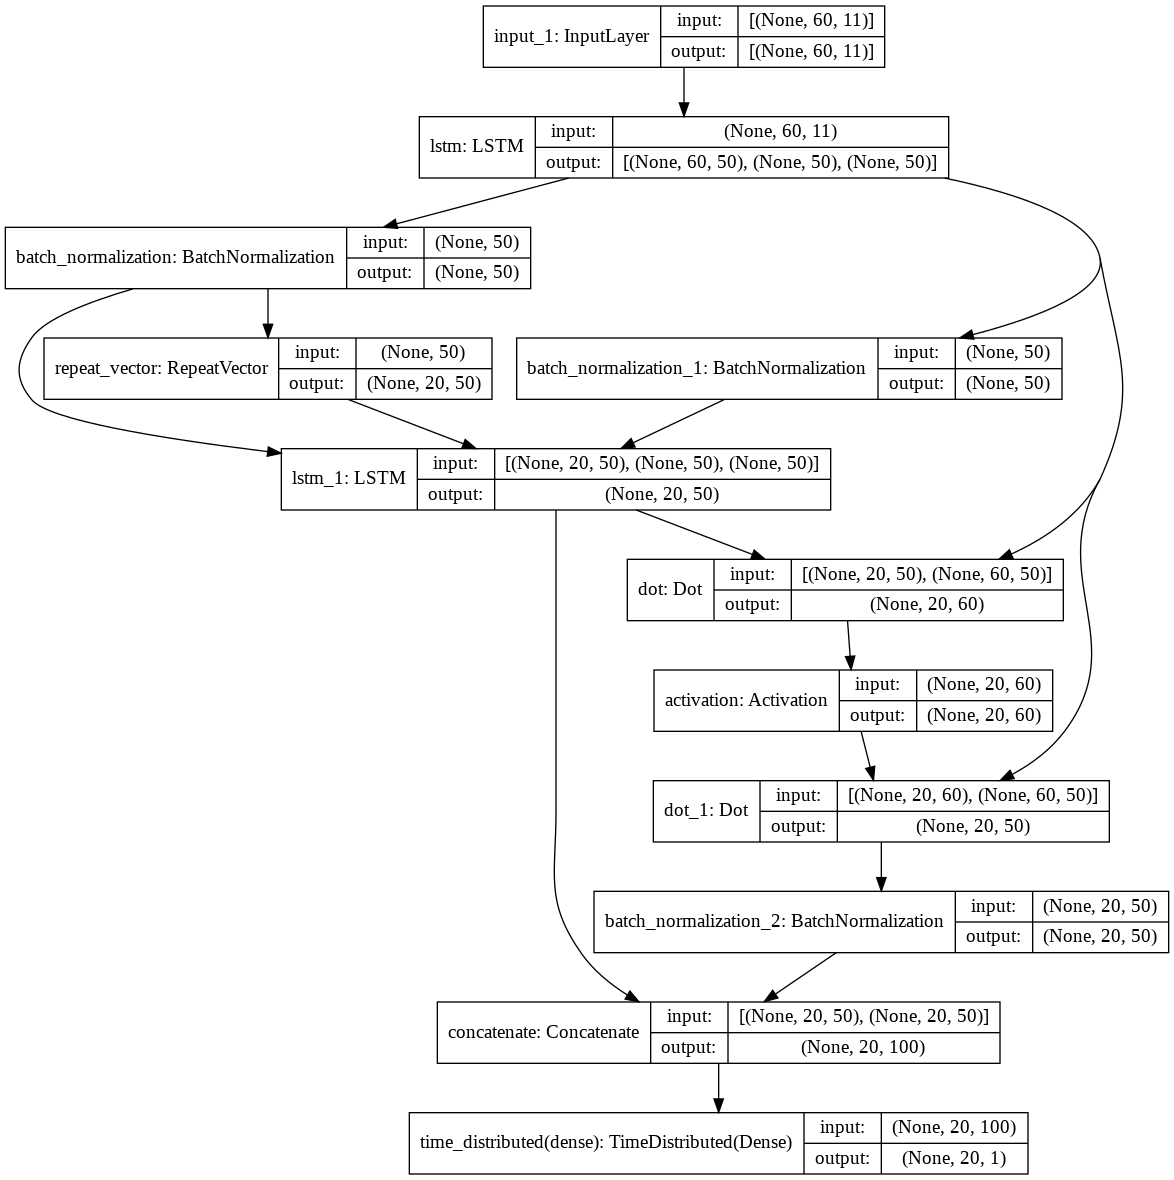 input_1: InputLayer
input: [(None, 60, 11)]
output: [(None, 60, 11)]
lstm: LSTM
input: (None, 60, 11)
output: [(None, 60, 50), (None, 50), (None, 50)]
batch_normalization: BatchNormalization
input: (None, 50)
output: (None, 50)
repeat_vector: RepeatVector
input: (None, 50)
output: (None, 20, 50)
batch_normalization_1: BatchNormalization
input: (None, 50)
output: (None, 50)
lstm_1: LSTM
input: [(None, 20, 50), (None, 50), (None, 50)]
output: (None, 20, 50)
dot: Dot
input: [(None, 20, 50), (None, 60, 50)]
output: (None, 20, 60)
activation: Activation
input: (None, 20, 60)
output: (None, 20, 60)
dot_1: Dot
input: [(None, 20, 60), (None, 60, 50)]
output: (None, 20, 50)
batch_normalization_2: BatchNormalization
input: (None, 20, 50)
output: (None, 20, 50)
concatenate: Concatenate
input: [(None, 20, 50), (None, 20, 50)]
output: (None, 20, 100)
time_distributed(dense): TimeDistributed(Dense)
input: (None, 20, 100)
output: (None, 20, 1)